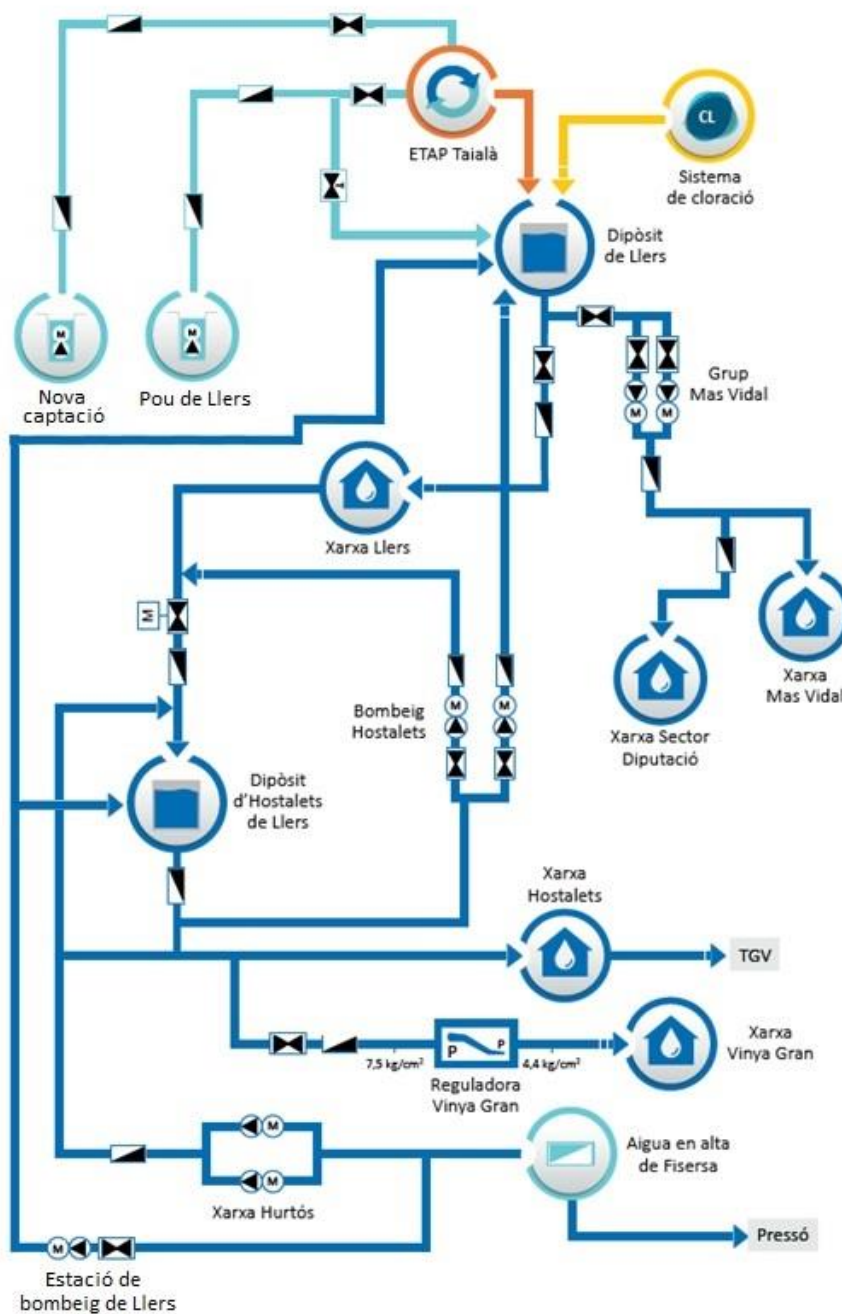 CL
ETAP Taialà
Sistema
de cloració
Dipòsit
de Llers
M
M
Nova
captació
Pou de Llers
Grup
Mas Vidal
M
M
Xarxa Llers
M
Xarxa
Mas Vidal
Xarxa Sector
Diputació
Bombeig
Hostalets
M
M
Dipòsit
d'Hostalets
de Llers
Xarxa
Hostalets
TGV
P
P
7,5 kg/cm²
4,4 kg/cm²
Reguladora
Vinya Gran
Xarxa
Vinya Gran
M
M
Xarxa Hurtós
Aigua en alta
de Fisersa
Pressó
M
Estació de
bombeig de Llers